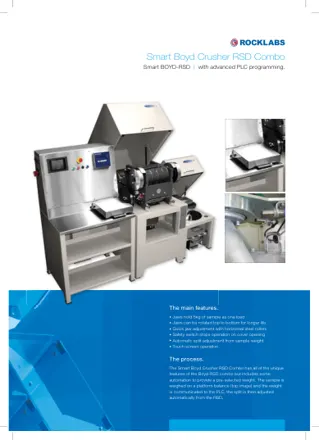 ROCKLABS
Smart Boyd Crusher RSD Combo
Smart BOYD-RSD | with advanced PLC programming.
The main features.
• Jaws hold 5kg of sample as one load
• Jaws can be rotated top to bottom for longer life.
• Quick jaw adjustment with horizontal steel rollers
• Safety switch stops operation on cover opening
• Automatic split adjustment from sample weight
• Touch screen operation
The process.
The Smart Boyd Crusher RSD Combo has all of the unique
features of the Boyd RSD combo but includes some
automation to provide a pre-selected weight. The sample is
weighed on a platform balance (top image) and the weight
is communicated to the PLC, the split is then adjusted
automatically from the RSD.